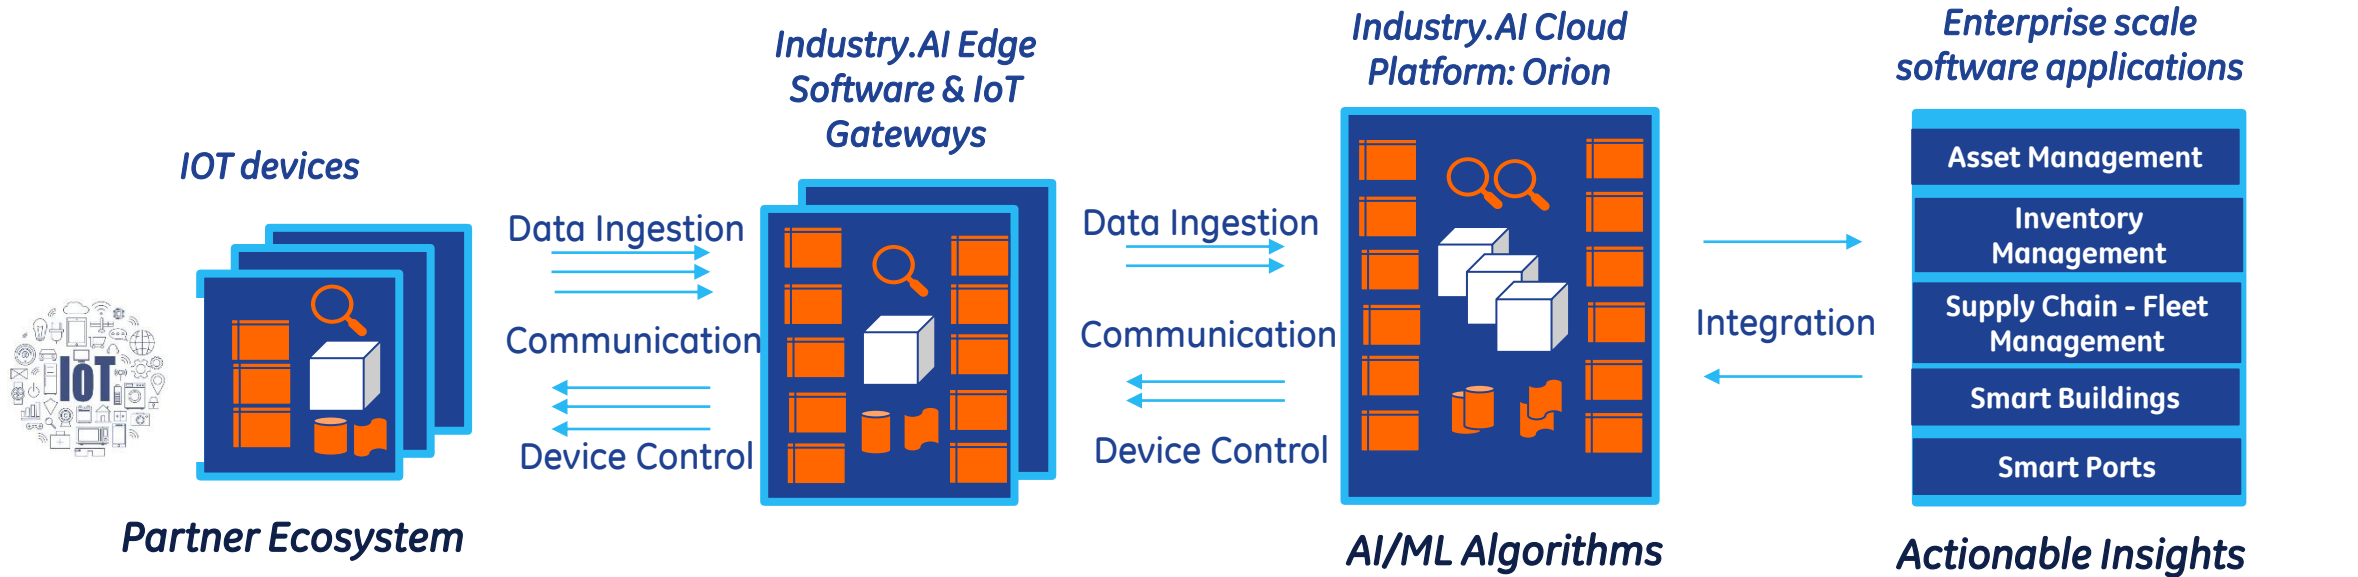 IOT devices
IoT
Partner Ecosystem
Data Ingestion
Communication
Device Control
Industry.AI Edge
Software & IoT
Gateways
Data Ingestion
Communication
Device Control
Industry.AI Cloud
Platform: Orion
AI/ML Algorithms
Integration
Enterprise scale
software applications
Asset Management
Inventory
Management
Supply Chain - Fleet
Management
Smart Buildings
Smart Ports
Actionable Insights